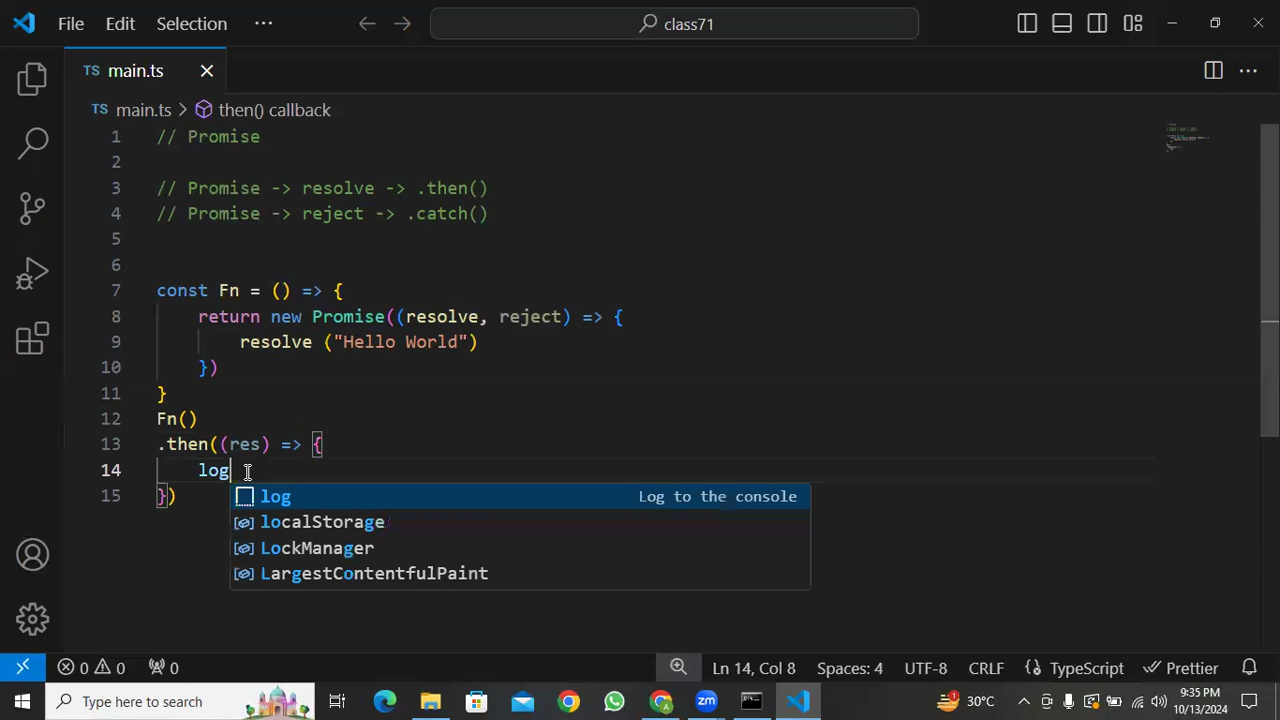 File Edit Selection ··· class71
TS main.ts
TS main.ts > then() callback
1 // Promise
2
3 // Promise -> resolve -> .then()
4 // Promise -> reject -> .catch()
5
6
7 const Fn = () => {
8 return new Promise((resolve, reject) => {
9 resolve ("Hello World")
10 })
11 }
12 Fn()
13 .then((res) => {
14 log
15 })
log Log to the console
localStorage
LockManager
LargestContentfulPaint
0 0 0 Ln 14, Col 8 Spaces: 4 UTF-8 CRLF TypeScript Prettier
Type here to search zm 1 30°C 9:35 PM
10/13/2024